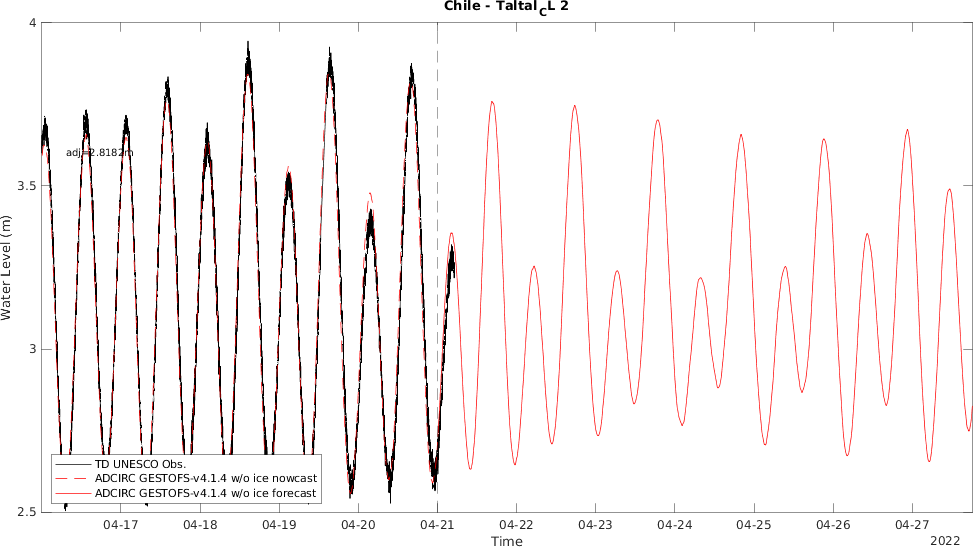 Chile - Taltal_CL 2
4
3.5
3
2.5
Water Level (m)
adj=2.8182m
TD UNESCO Obs.
ADCIRC GESTOFS-v4.1.4 w/o ice nowcast
ADCIRC GESTOFS-v4.1.4 w/o ice forecast
04-17 04-18 04-19 04-20 04-21 04-22 04-23 04-24 04-25 04-26 04-27
Time
2022